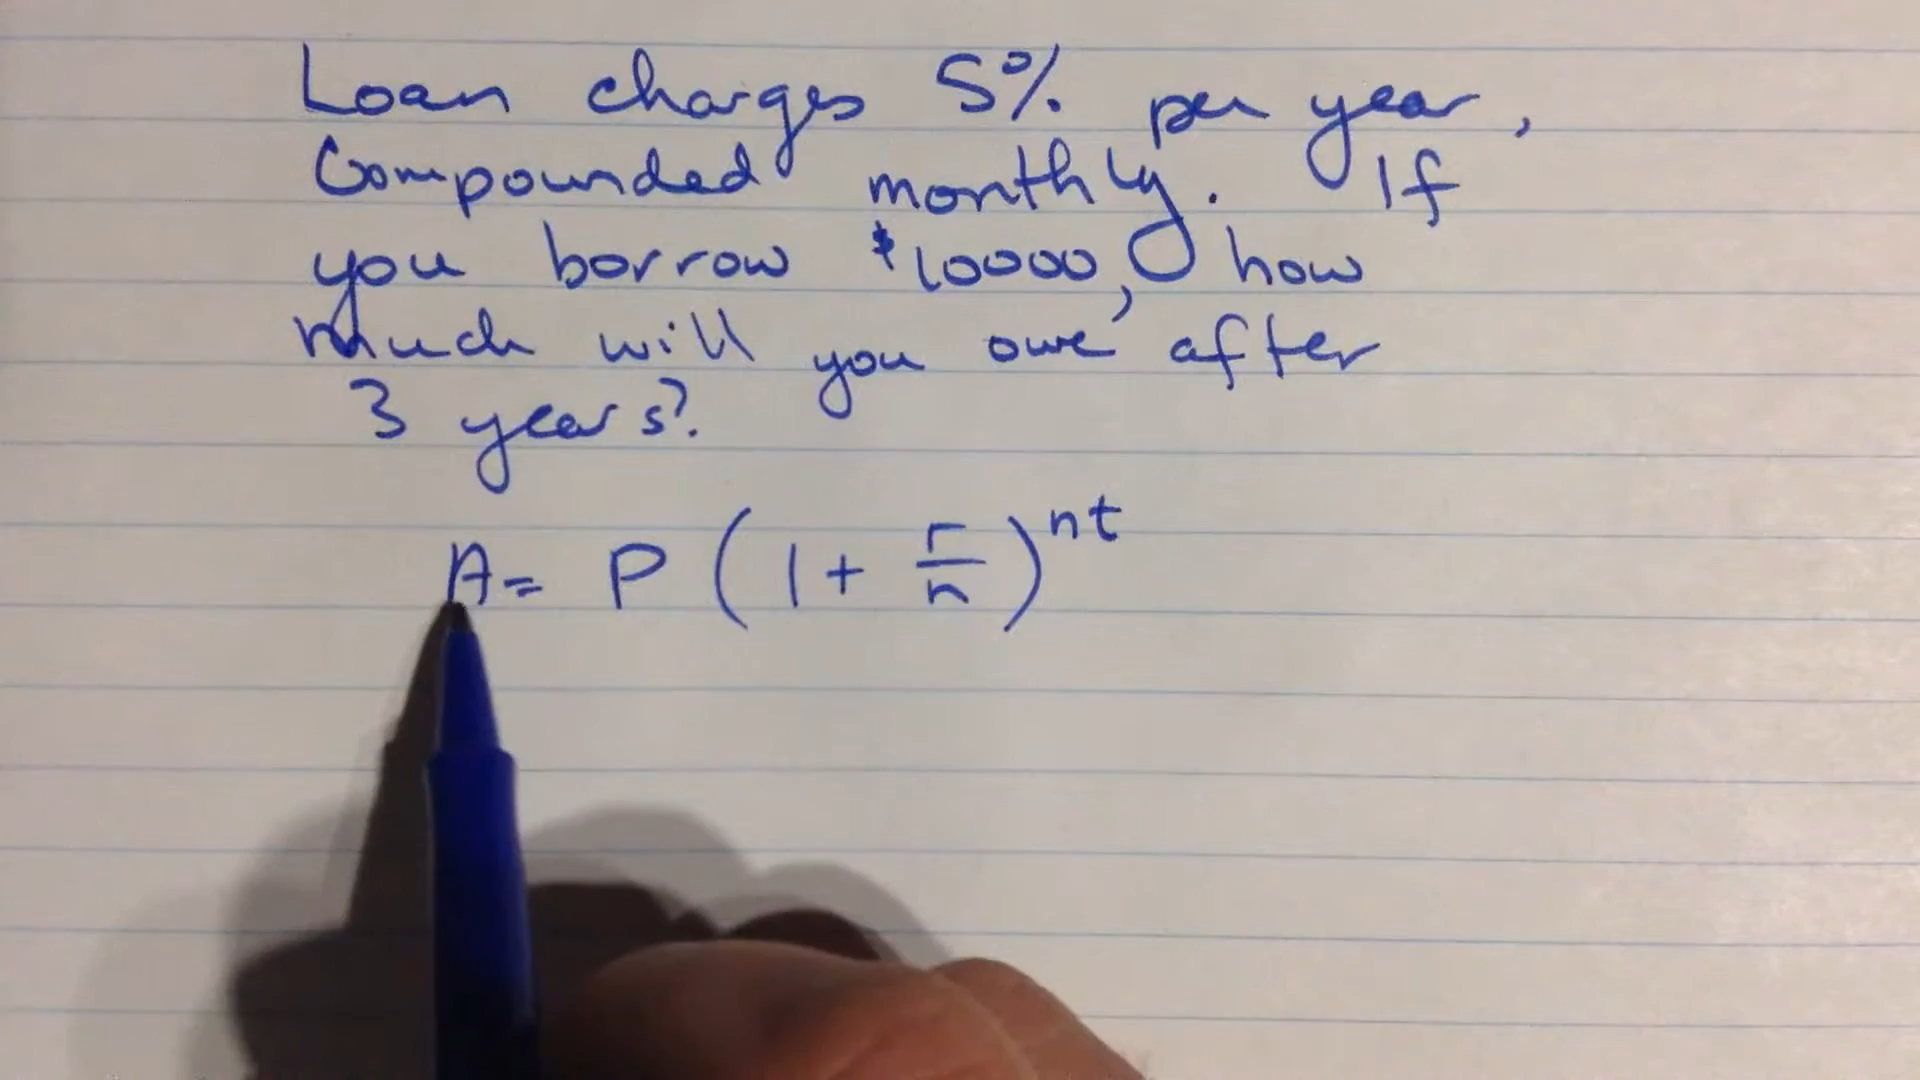 Loan charges 5% per year,
Compounded monthly. If
you borrow $10000, how
much will you owe after
3 years?
A= P (1 + r/n)^nt